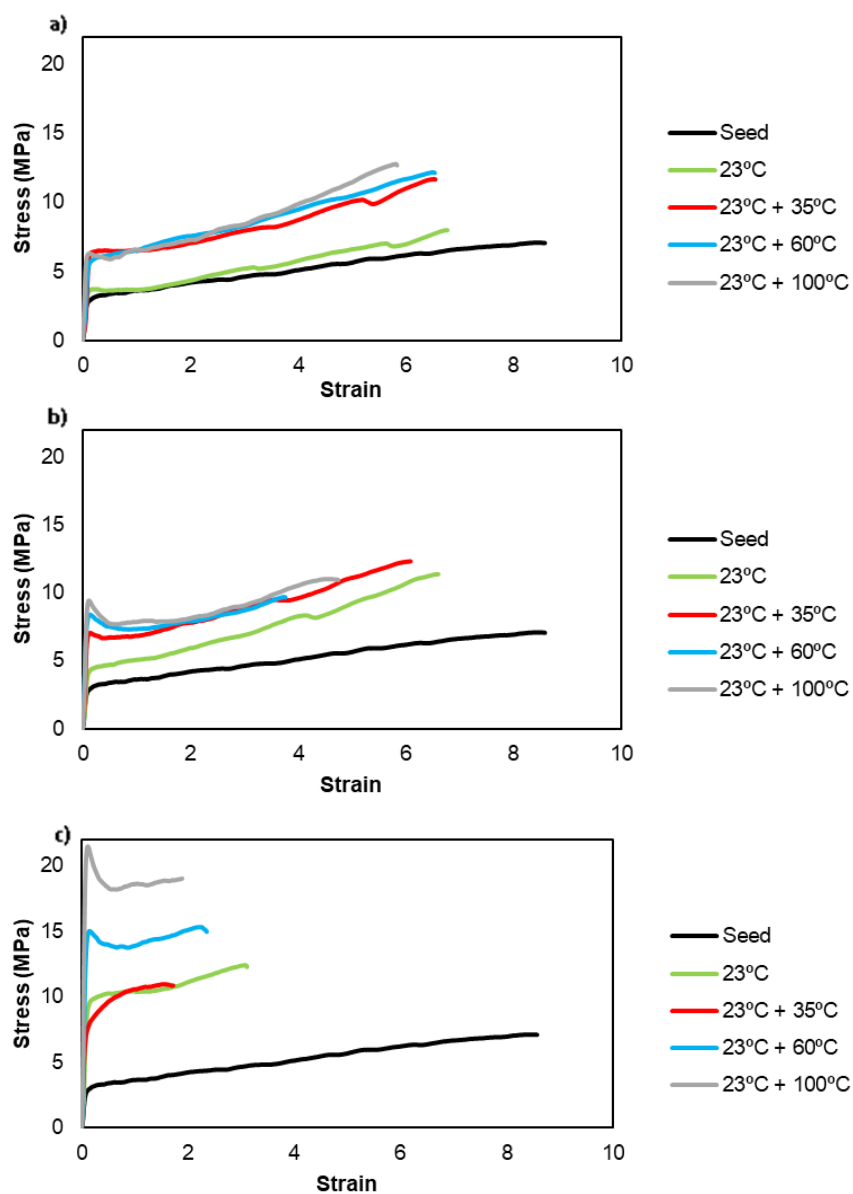 a)
20
15
10
5
0
0 2 4 6 8 10
Stress (MPa)
Strain
Seed
23ºC
23ºC + 35ºC
23ºC + 60ºC
23ºC + 100ºC
b)
20
15
10
5
0
0 2 4 6 8 10
Stress (MPa)
Strain
Seed
23ºC
23ºC + 35ºC
23ºC + 60ºC
23ºC + 100ºC
c)
20
15
10
5
0
0 2 4 6 8 10
Stress (MPa)
Strain
Seed
23ºC
23ºC + 35ºC
23ºC + 60ºC
23ºC + 100ºC